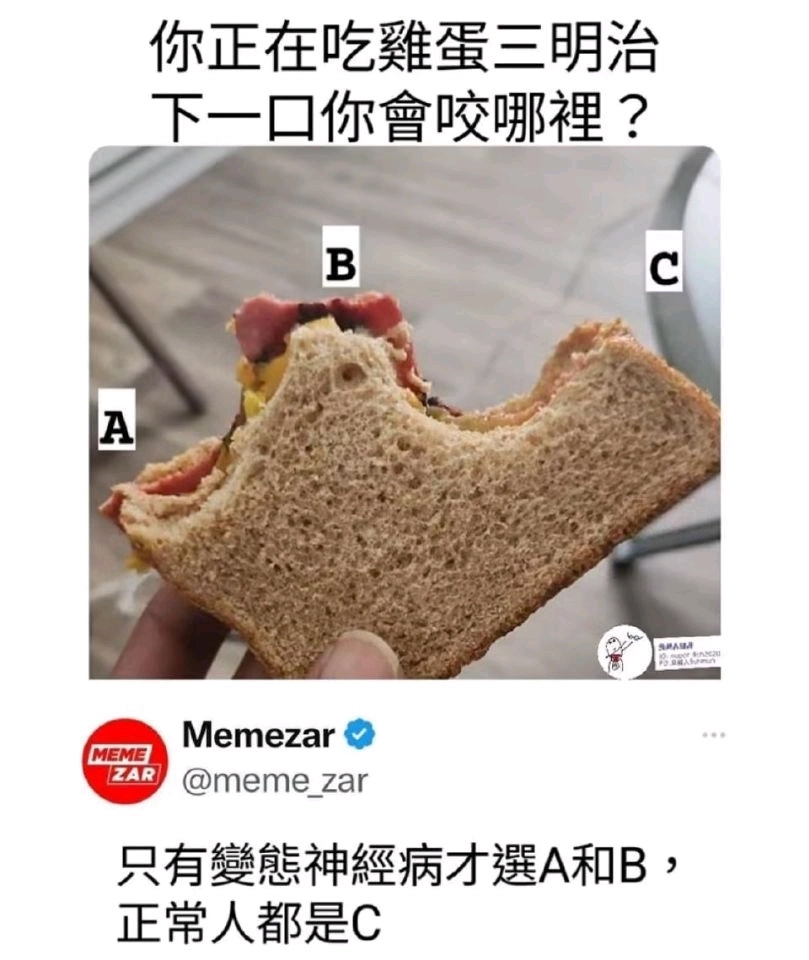 你正在吃雞蛋三明治
下一口你會咬哪裡？
B
C
A
MEME
ZAR
Memezar
@meme_zar
只有變態神經病才選A和B，
正常人都是C